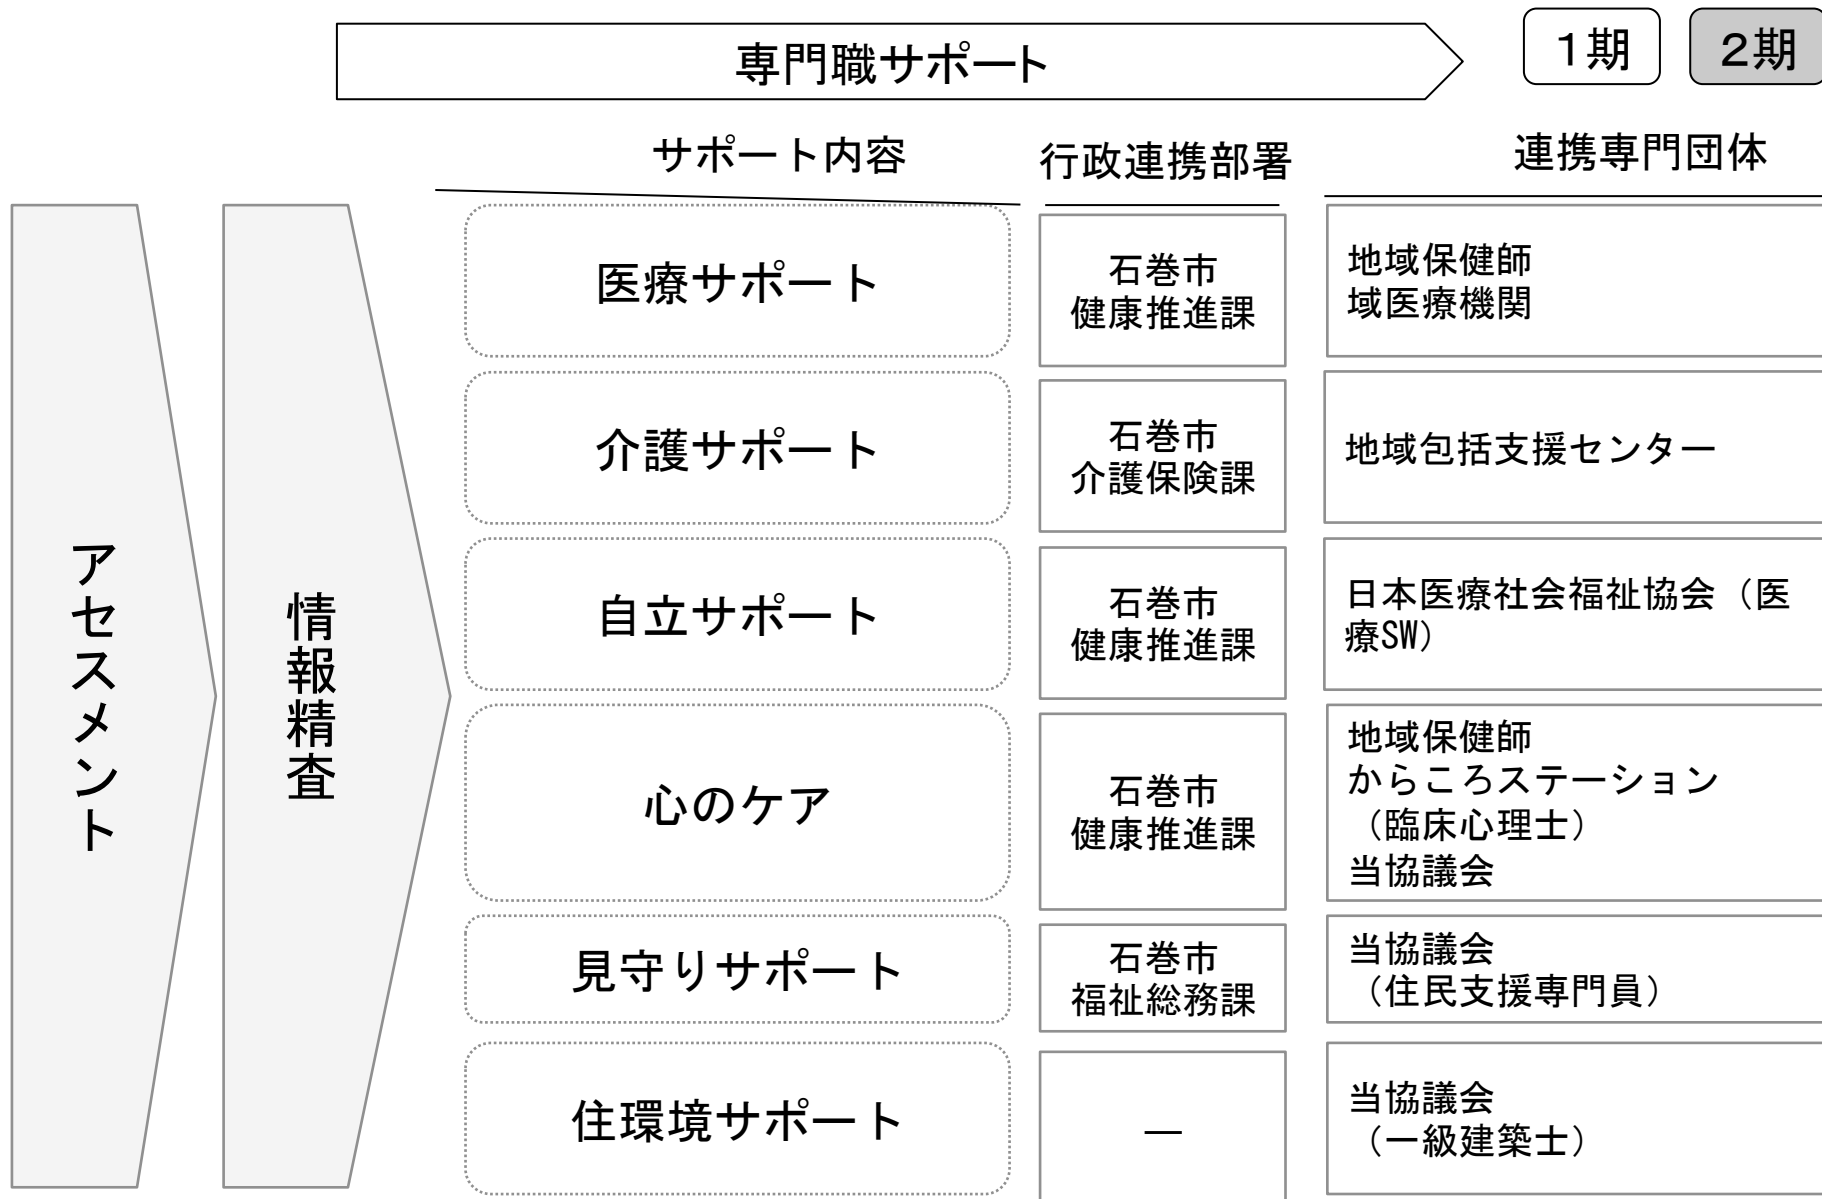 専門職サポート
１期
２期
サポート内容
行政連携部署
連携専門団体
アセスメント
情報精査
医療サポート
石巻市
健康推進課
地域保健師
域医療機関
介護サポート
石巻市
介護保険課
地域包括支援センター
自立サポート
石巻市
健康推進課
日本医療社会福祉協会（医
療SW）
心のケア
石巻市
健康推進課
地域保健師
からころステーション
（臨床心理士）
当協議会
見守りサポート
石巻市
福祉総務課
当協議会
（住民支援専門員）
住環境サポート
―
当協議会
（一級建築士）